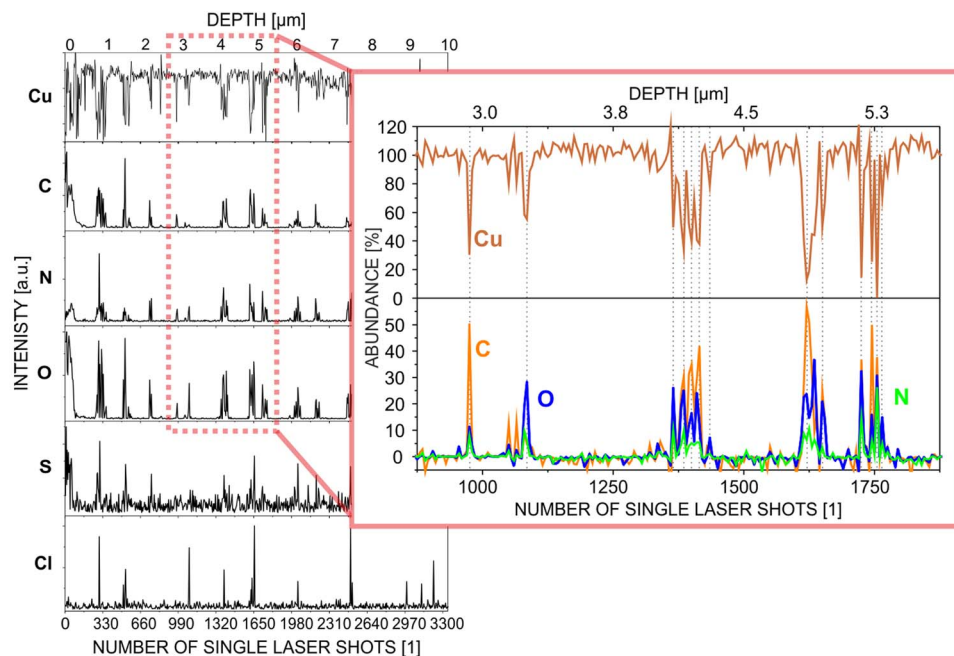 DEPTH [µm]
0 1 2 3 4 5 6 7 8 9 10
Cu
C
N
O
S
Cl
INTENISTY [a.u.]
0 330 660 990 1320 1650 1980 2310 2640 2970 3300
NUMBER OF SINGLE LASER SHOTS [1]
DEPTH [µm]
3.0 3.8 4.5 5.3
120
100
80
60
40
20
0
Cu
ABUNDANCE [%]
50
40
30
20
10
0
C
O
N
1000 1250 1500 1750
NUMBER OF SINGLE LASER SHOTS [1]